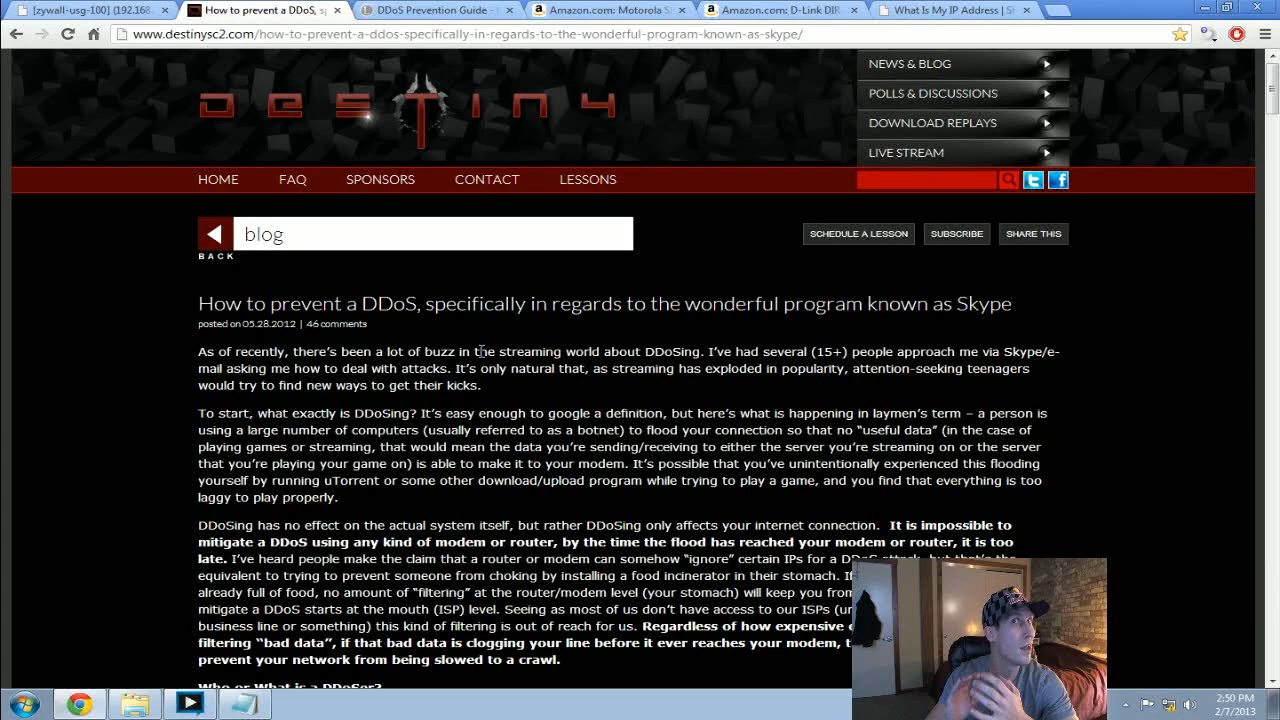 [zywall-usg-100] (192.168.
How to prevent a DDoS, s
DDoS Prevention Guide -
Amazon.com: Motorola S
Amazon.com: D-Link DIR
What Is My IP Address | S
www.destinysc2.com/how-to-prevent-a-ddos-specifically-in-regards-to-the-wonderful-program-known-as-skype/
NEWS & BLOG
POLLS & DISCUSSIONS
DOWNLOAD REPLAYS
LIVE STREAM
DESTINY
HOME FAQ SPONSORS CONTACT LESSONS
blog
BACK
SCHEDULE A LESSON SUBSCRIBE SHARE THIS
How to prevent a DDoS, specifically in regards to the wonderful program known as Skype
posted on 05.28.2012 | 46 comments
As of recently, there's been a lot of buzz in the streaming world about DDoSing. I've had several (15+) people approach me via Skype/e-
mail asking me how to deal with attacks. It's only natural that, as streaming has exploded in popularity, attention-seeking teenagers
would try to find new ways to get their kicks.
To start, what exactly is DDoSing? It's easy enough to google a definition, but here's what is happening in laymen's term – a person is
using a large number of computers (usually referred to as a botnet) to flood your connection so that no “useful data” (in the case of
playing games or streaming, that would mean the data you're sending/receiving to either the server you're streaming on or the server
that you're playing your game on) is able to make it to your modem. It's possible that you've unintentionally experienced this flooding
yourself by running uTorrent or some other download/upload program while trying to play a game, and you find that everything is too
laggy to play properly.
DDoSing has no effect on the actual system itself, but rather DDoSing only affects your internet connection. It is impossible to
mitigate a DDoS using any kind of modem or router, by the time the flood has reached your modem or router, it is too
late. I've heard people make the claim that a router or modem can somehow “ignore” certain IPs for a DDoS attack, but that's the
equivalent to trying to prevent someone from choking by installing a food incinerator in their stomach. If
already full of food, no amount of “filtering” at the router/modem level (your stomach) will keep you from
mitigate a DDoS starts at the mouth (ISP) level. Seeing as most of us don't have access to our ISPs
business line or something) this kind of filtering is out of reach for us. Regardless of how expensive
filtering “bad data”, if that bad data is clogging your line before it ever reaches your modem,
prevent your network from being slowed to a crawl.
Who or What is a DDoSer?
2:50 PM
2/7/2013